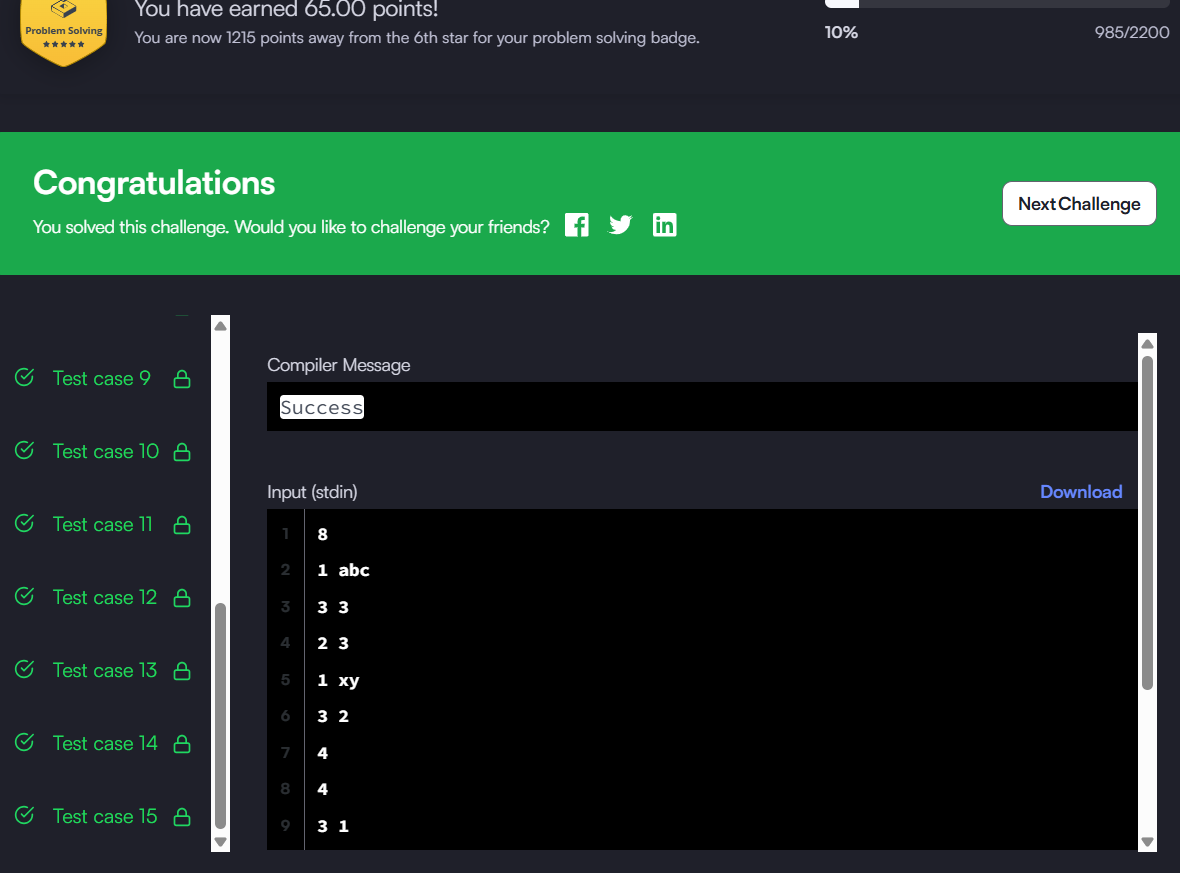 You have earned 65.00 points!
Problem Solving
You are now 1215 points away from the 6th star for your problem solving badge.
10%
985/2200
Congratulations
You solved this challenge. Would you like to challenge your friends?
Next Challenge
Test case 9
Test case 10
Test case 11
Test case 12
Test case 13
Test case 14
Test case 15
Compiler Message
Success
Input (stdin)
Download
1 8
2 1 abc
3 3 3
4 2 3
5 1 xy
6 3 2
7 4
8 4
9 3 1